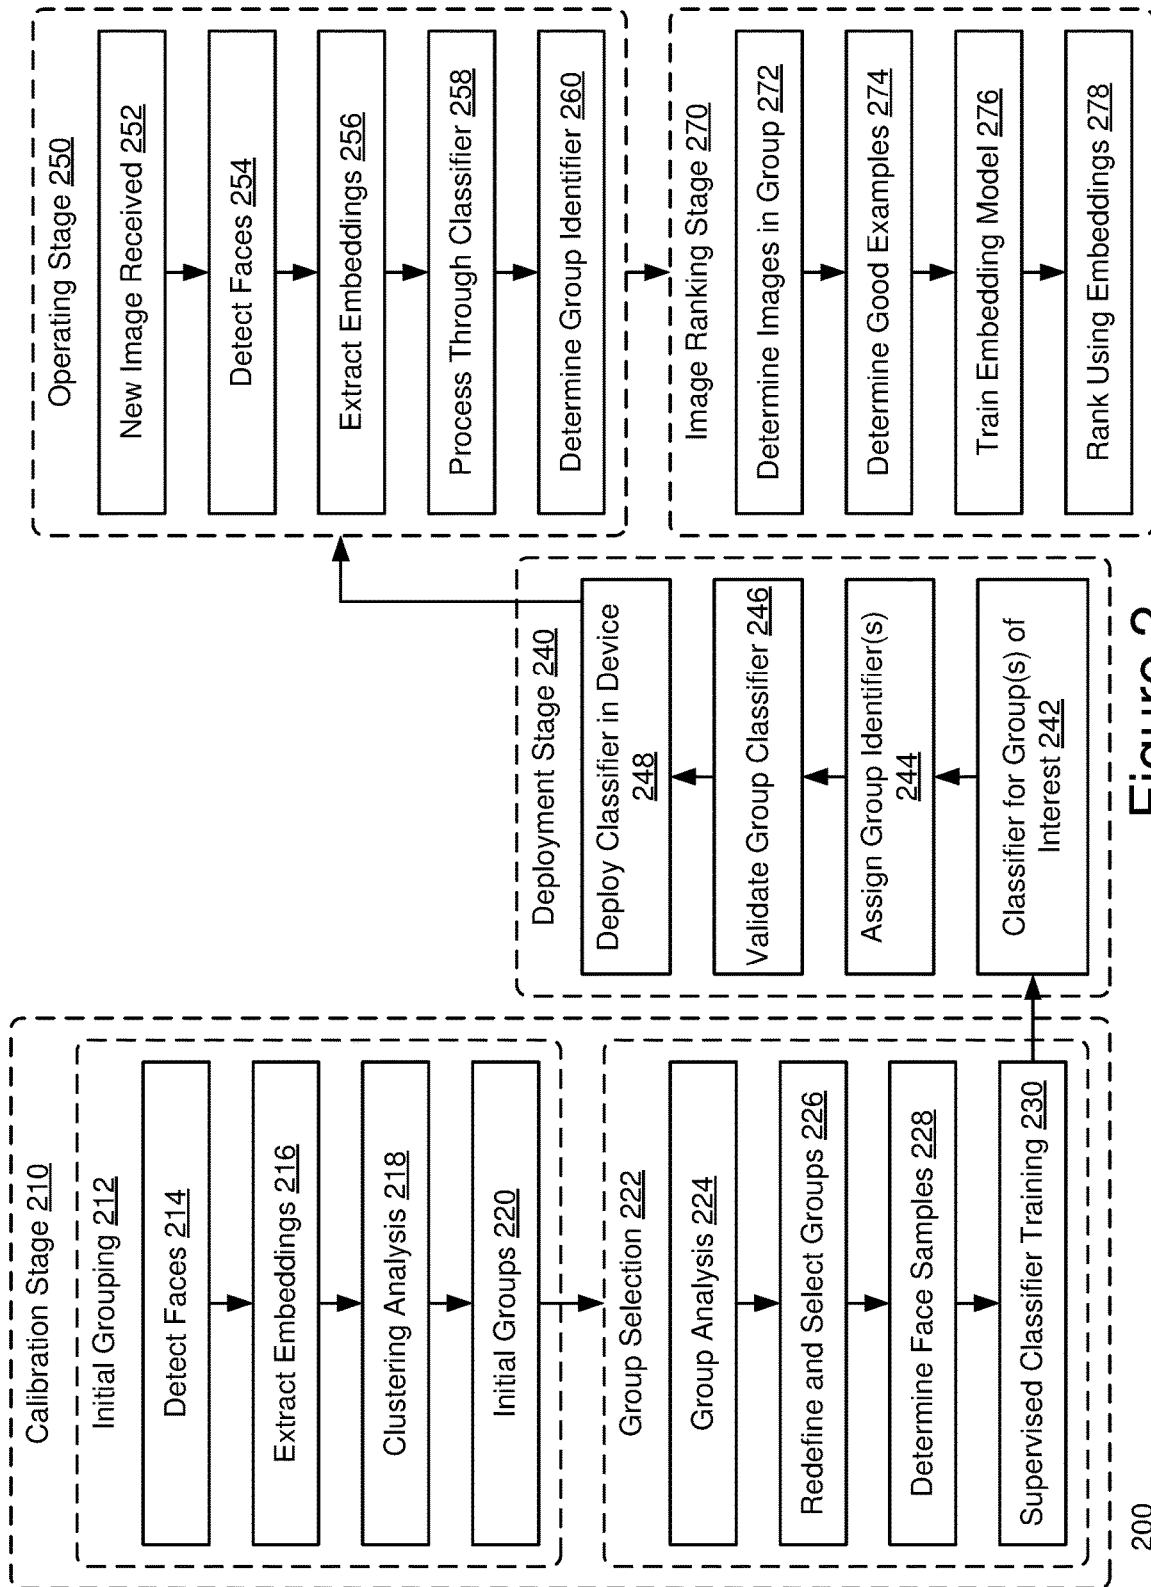 Calibration Stage 210
Initial Grouping 212
Detect Faces 214
Extract Embeddings 216
Clustering Analysis 218
Initial Groups 220
Group Selection 222
Group Analysis 224
Redefine and Select Groups 226
Determine Face Samples 228
Supervised Classifier Training 230
200
Deployment Stage 240
Deploy Classifier in Device
248
Validate Group Classifier 246
Assign Group Identifier(s)
244
Classifier for Group(s) of
Interest 242
Operating Stage 250
New Image Received 252
Detect Faces 254
Extract Embeddings 256
Process Through Classifier 258
Determine Group Identifier 260
Image Ranking Stage 270
Determine Images in Group 272
Determine Good Examples 274
Train Embedding Model 276
Rank Using Embeddings 278
Figure 2